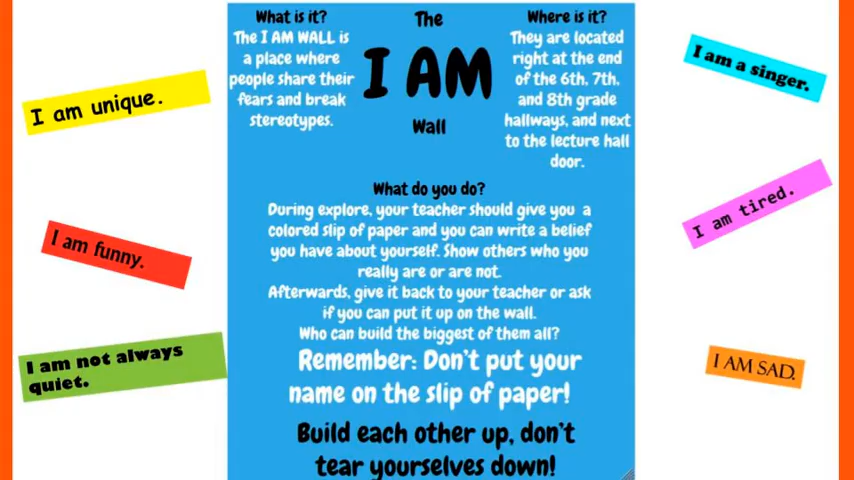 I am unique.
I am funny.
I am not always
quiet.
What is it?
The I AM WALL is
a place where
people share their
fears and break
stereotypes.
The
I AM
Wall
Where is it?
They are located
right at the end
of the 6th, 7th,
and 8th grade
hallways, and next
to the lecture hall
door.
What do you do?
During explore, your teacher should give you a
colored slip of paper and you can write a belief
you have about yourself. Show others who you
really are or are not.
Afterwards, give it back to your teacher or ask
if you can put it up on the wall.
Who can build the biggest of them all?
Remember: Don't put your
name on the slip of paper!
Build each other up, don't
tear yourselves down!
I am a singer.
I am tired.
I AM SAD.